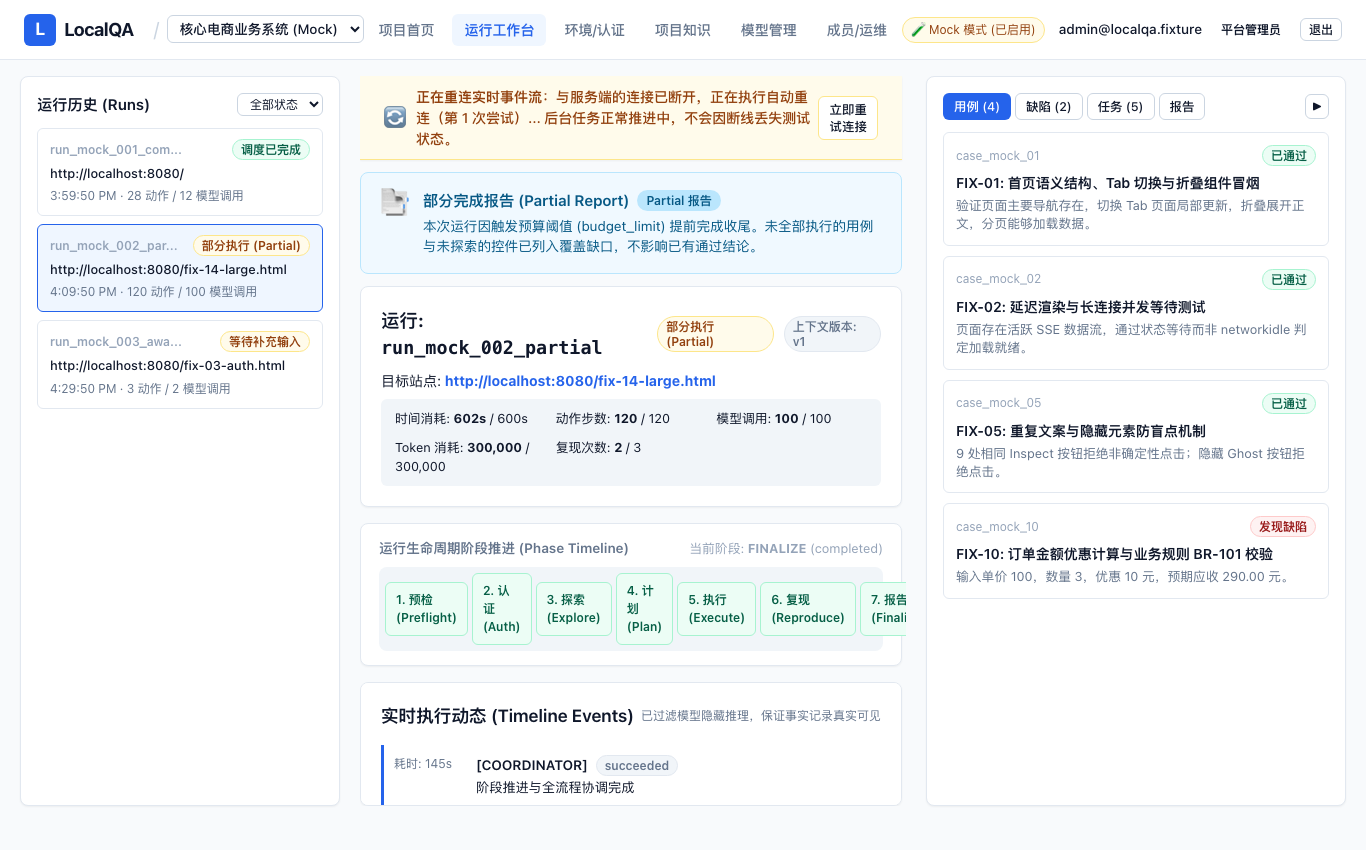 L LocalQA / 核心电商业务系统 (Mock) 项目首页 运行工作台 环境/认证 项目知识 模型管理 成员/运维 Mock 模式 (已启用) admin@localqa.fixture 平台管理员 退出
运行历史 (Runs) 全部状态
run_mock_001_com... 调度已完成
http://localhost:8080/
3:59:50 PM · 28 动作 / 12 模型调用
run_mock_002_par... 部分执行 (Partial)
http://localhost:8080/fix-14-large.html
4:09:50 PM · 120 动作 / 100 模型调用
run_mock_003_awa... 等待补充输入
http://localhost:8080/fix-03-auth.html
4:29:50 PM · 3 动作 / 2 模型调用
正在重连实时事件流：与服务端的连接已断开，正在执行自动重
连（第 1 次尝试）... 后台任务正常推进中，不会因断线丢失测试
状态。
立即重
试连接
部分完成报告 (Partial Report) Partial 报告
本次运行因触发预算阈值 (budget_limit) 提前完成收尾。未全部执行的用例
与未探索的控件已列入覆盖缺口，不影响已有通过结论。
运行:
run_mock_002_partial
部分执行
(Partial)
上下文版本:
v1
目标站点: http://localhost:8080/fix-14-large.html
时间消耗: 602s / 600s 动作步数: 120 / 120 模型调用: 100 / 100
Token 消耗: 300,000 / 复现次数: 2 / 3
300,000
运行生命周期阶段推进 (Phase Timeline) 当前阶段: FINALIZE (completed)
1. 预检
(Preflight)
2. 认
证
(Auth)
3. 探索
(Explore)
4. 计
划
(Plan)
5. 执行
(Execute)
6. 复现
(Reproduce)
7. 报告
(Finali
实时执行动态 (Timeline Events) 已过滤模型隐藏推理，保证事实记录真实可见
耗时: 145s [COORDINATOR] succeeded
阶段推进与全流程协调完成
用例 (4) 缺陷 (2) 任务 (5) 报告
case_mock_01 已通过
FIX-01: 首页语义结构、Tab 切换与折叠组件冒烟
验证页面主要导航存在，切换 Tab 页面局部更新，折叠展开正
文，分页能够加载数据。
case_mock_02 已通过
FIX-02: 延迟渲染与长连接并发等待测试
页面存在活跃 SSE 数据流，通过状态等待而非 networkidle 判
定加载就绪。
case_mock_05 已通过
FIX-05: 重复文案与隐藏元素防盲点机制
9 处相同 Inspect 按钮拒绝非确定性点击；隐藏 Ghost 按钮拒
绝点击。
case_mock_10 发现缺陷
FIX-10: 订单金额优惠计算与业务规则 BR-101 校验
输入单价 100，数量 3，优惠 10 元，预期应收 290.00 元。